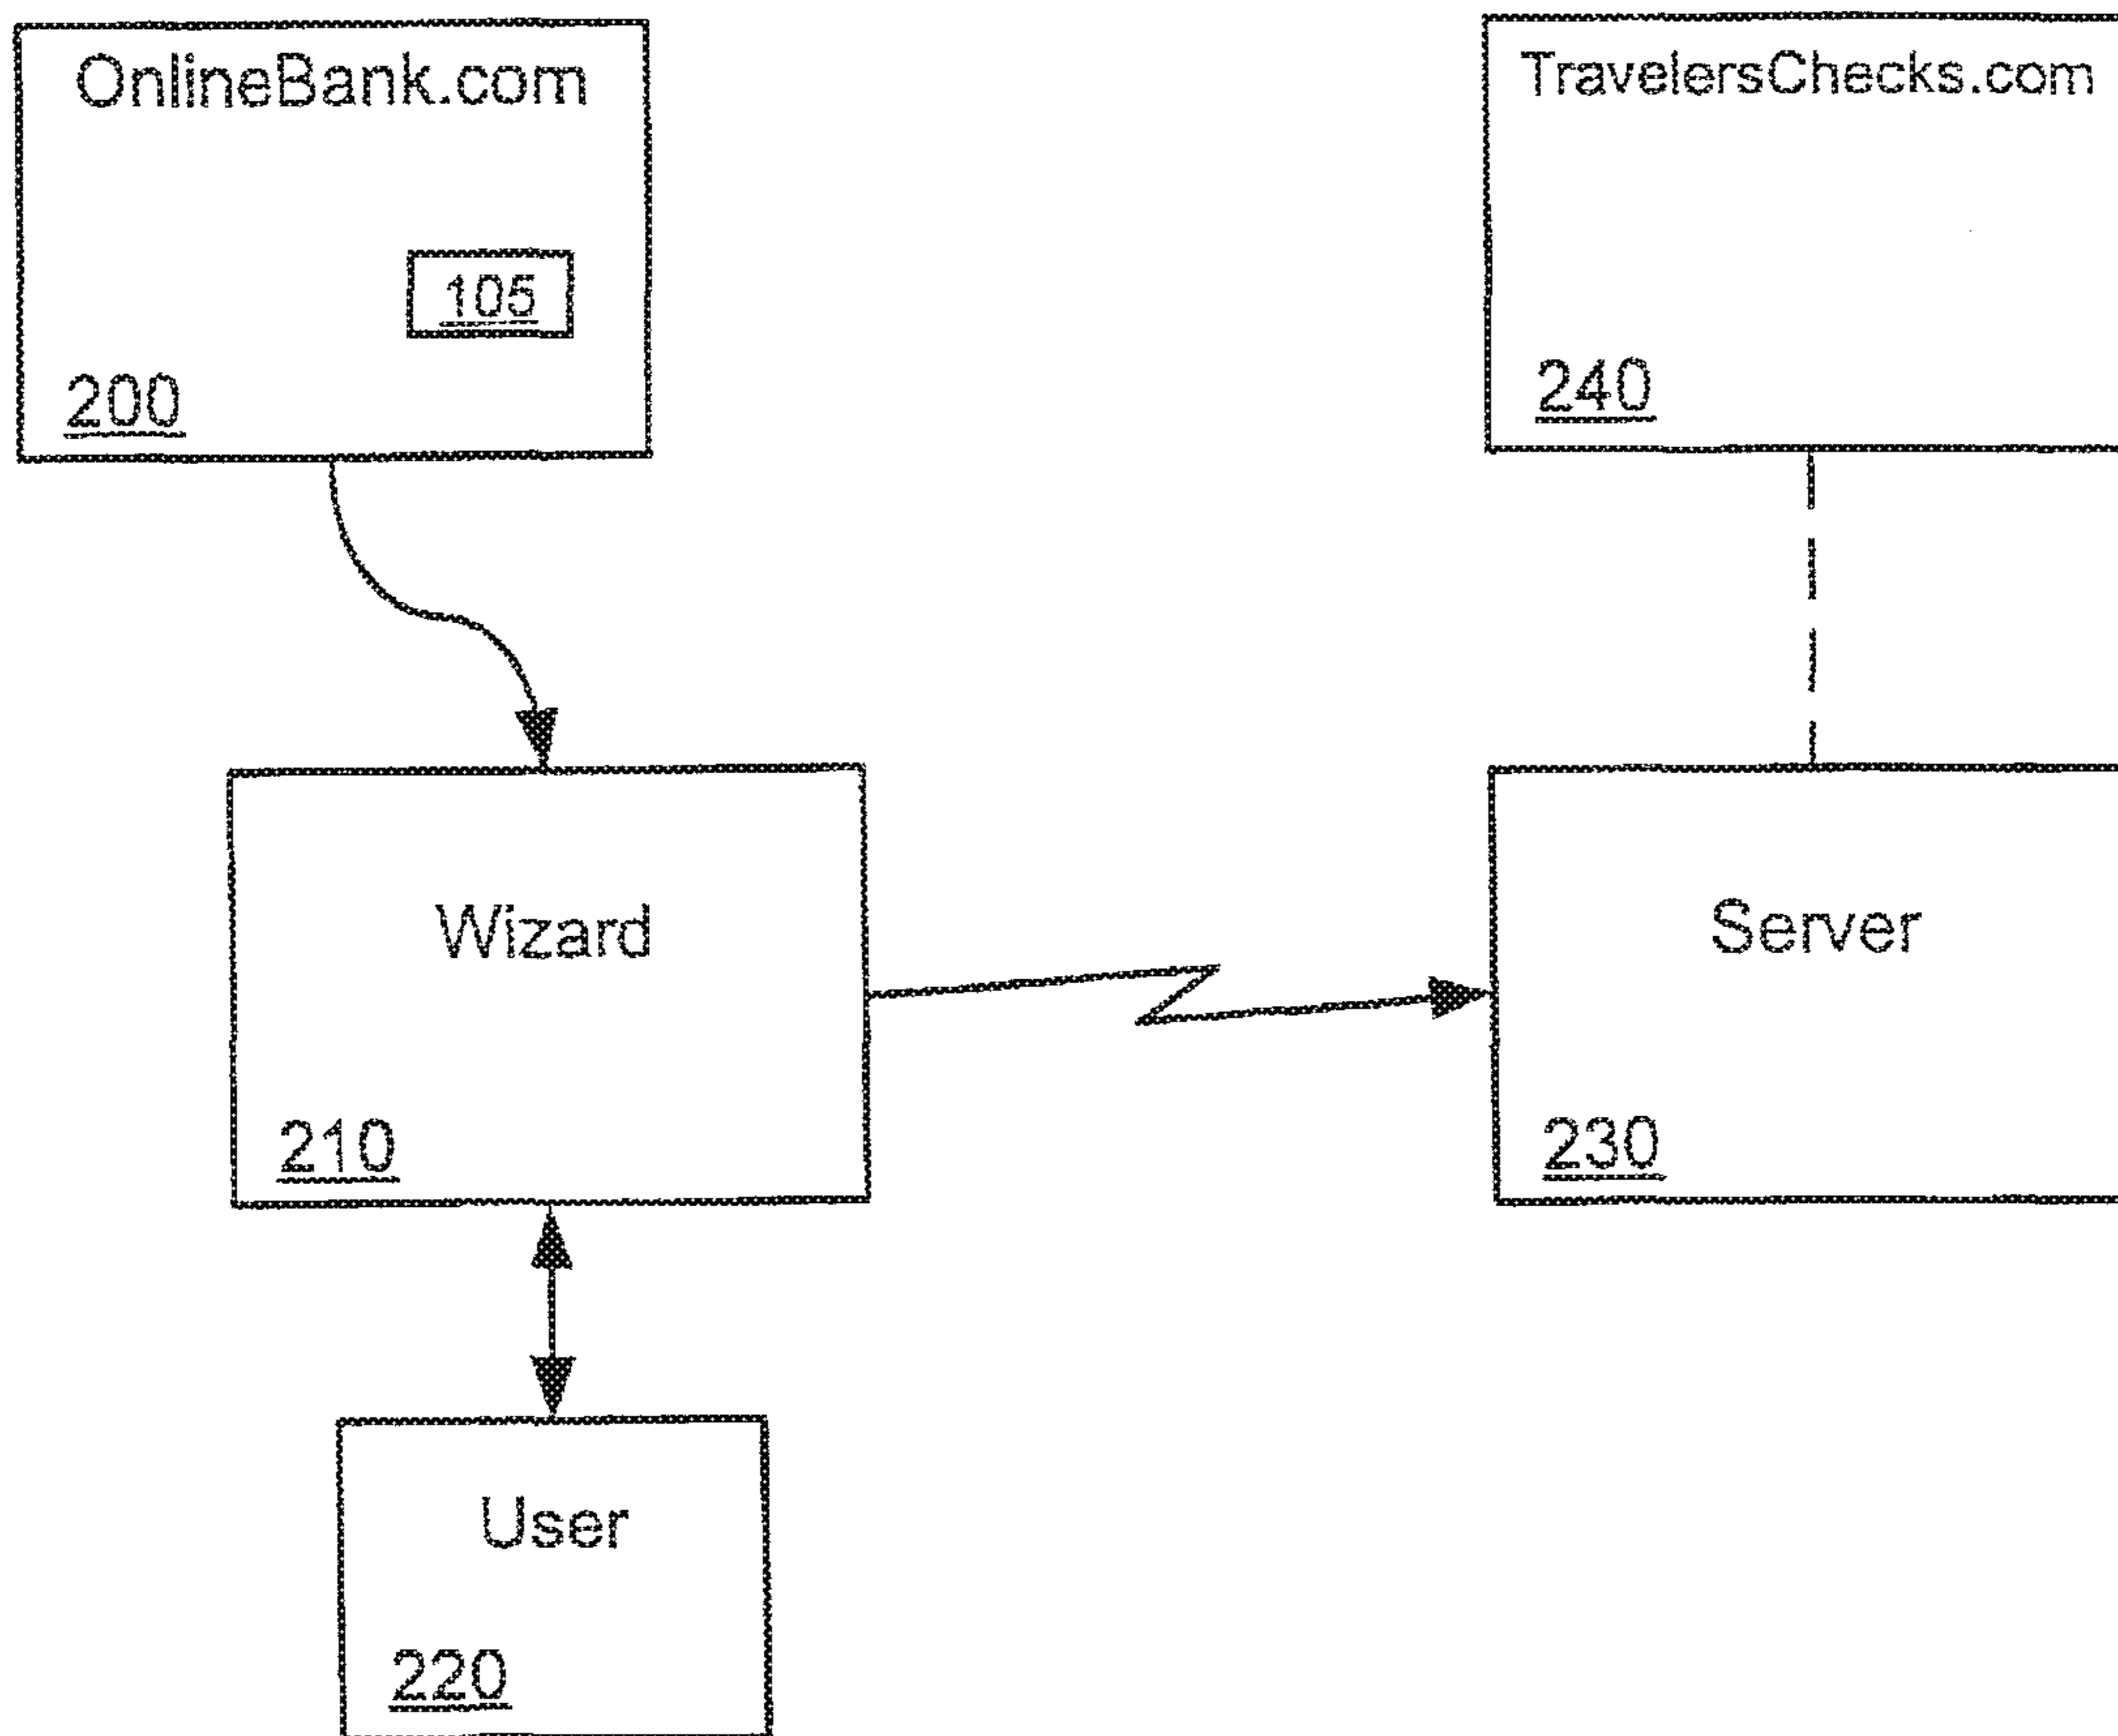 OnlineBank.com
105
200
TravelersChecks.com
240
Wizard
210
Server
230
User
220